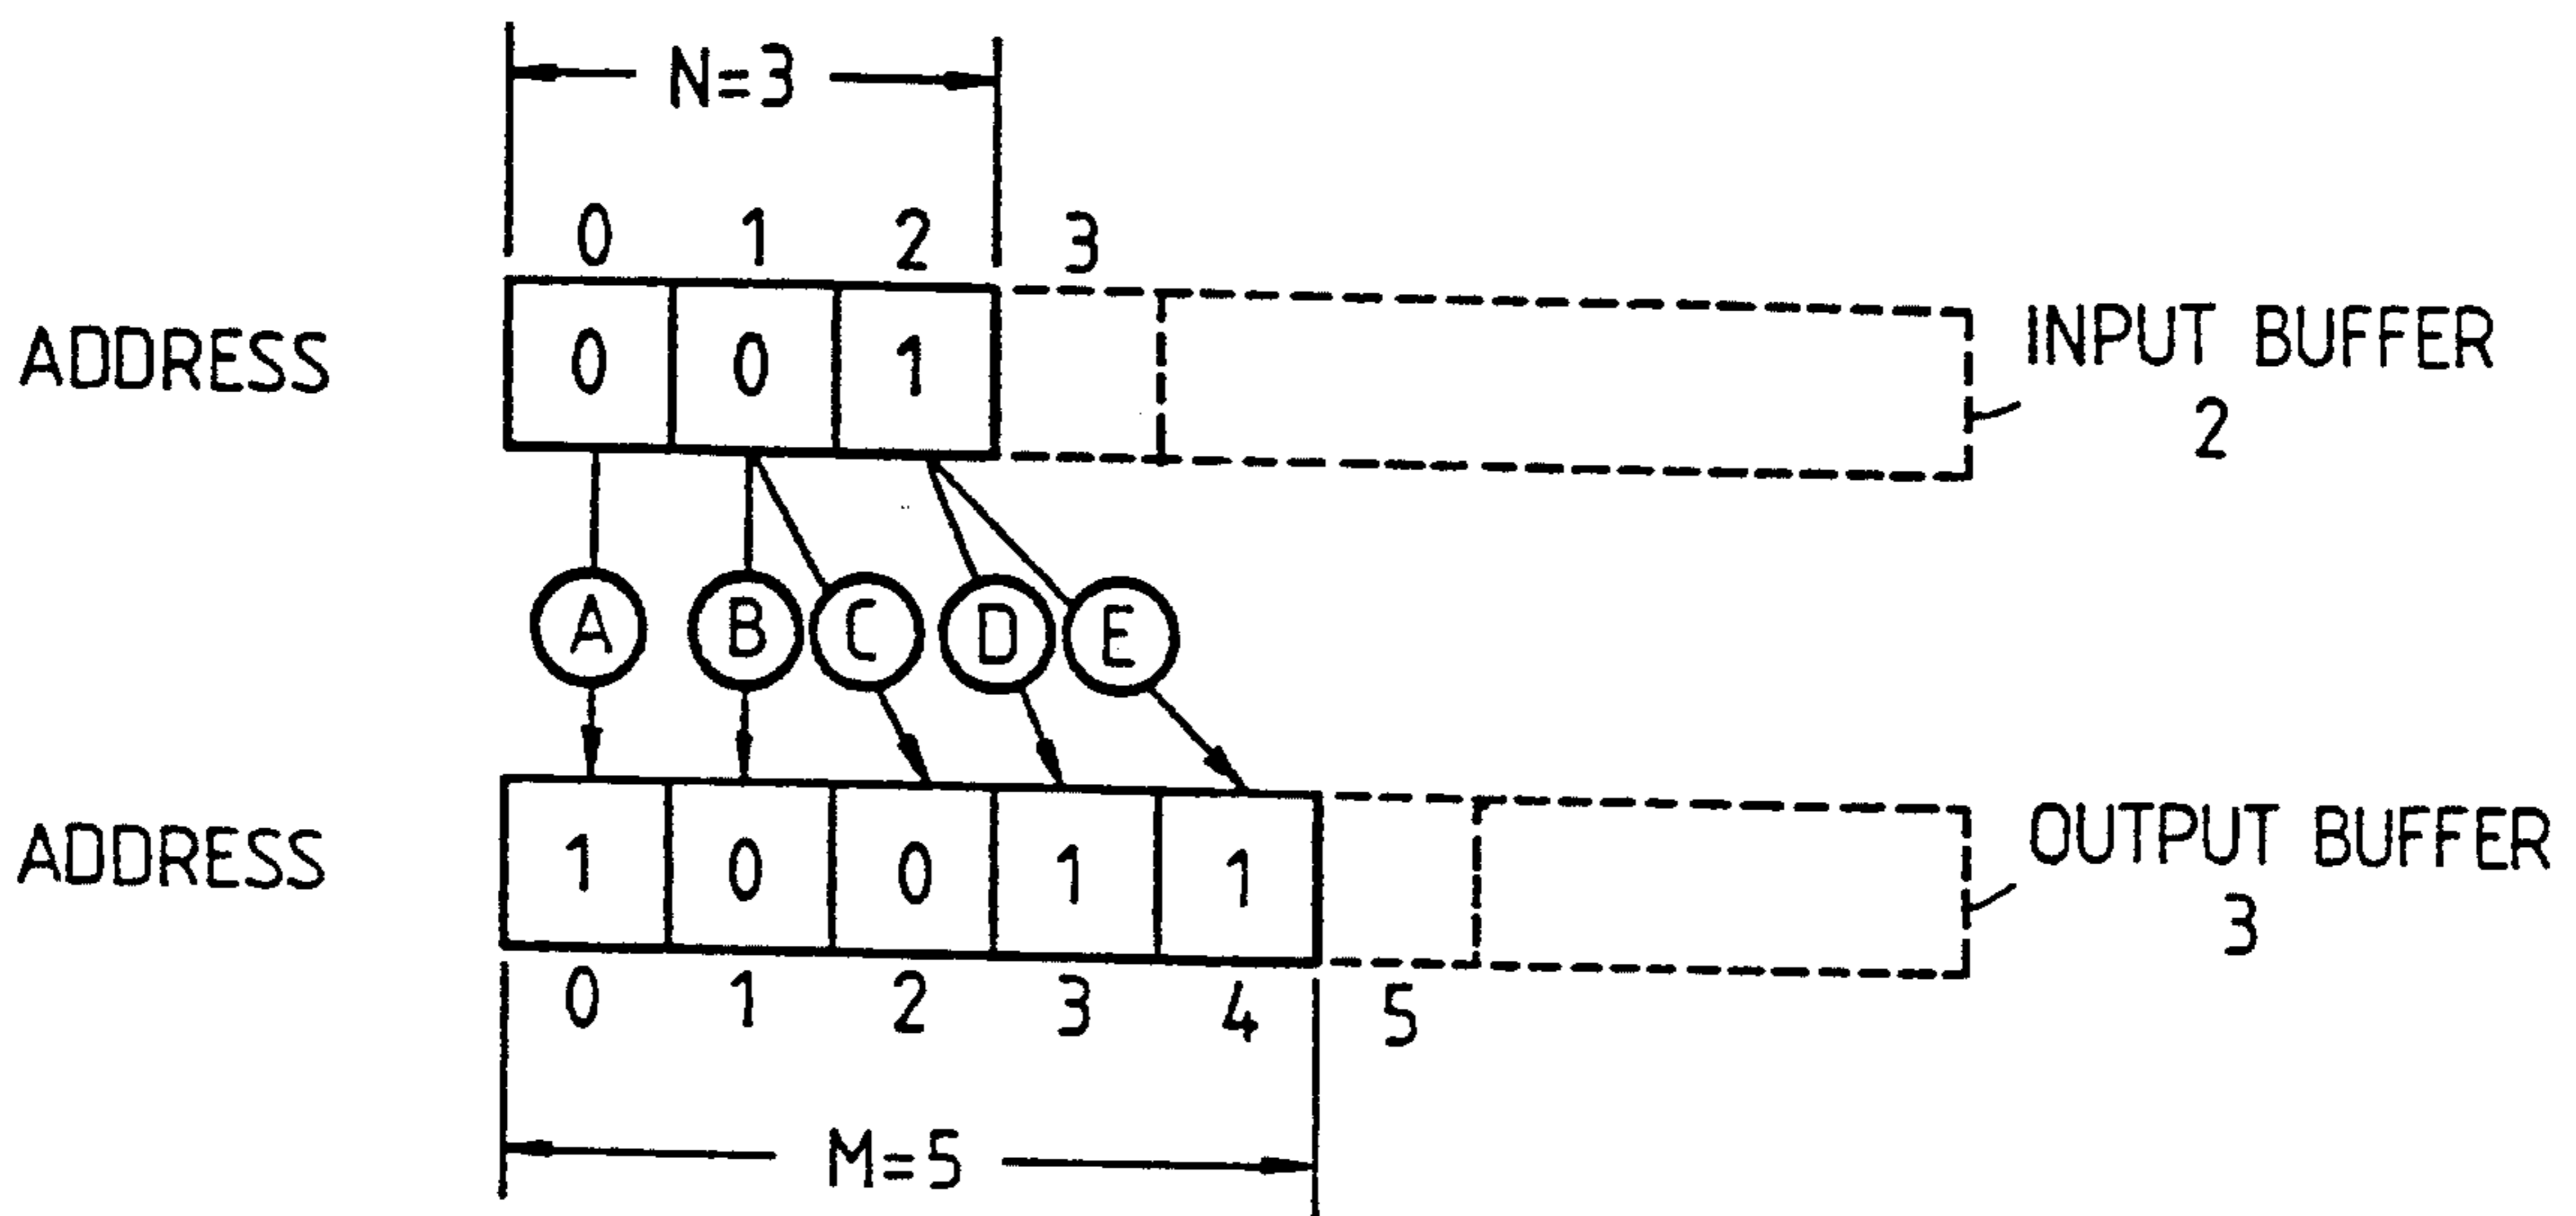 N=3
0 1 2 3
ADDRESS 0 0 1 INPUT BUFFER
2
A B C D E
ADDRESS 1 0 0 1 1 OUTPUT BUFFER
3
0 1 2 3 4 5
M=5